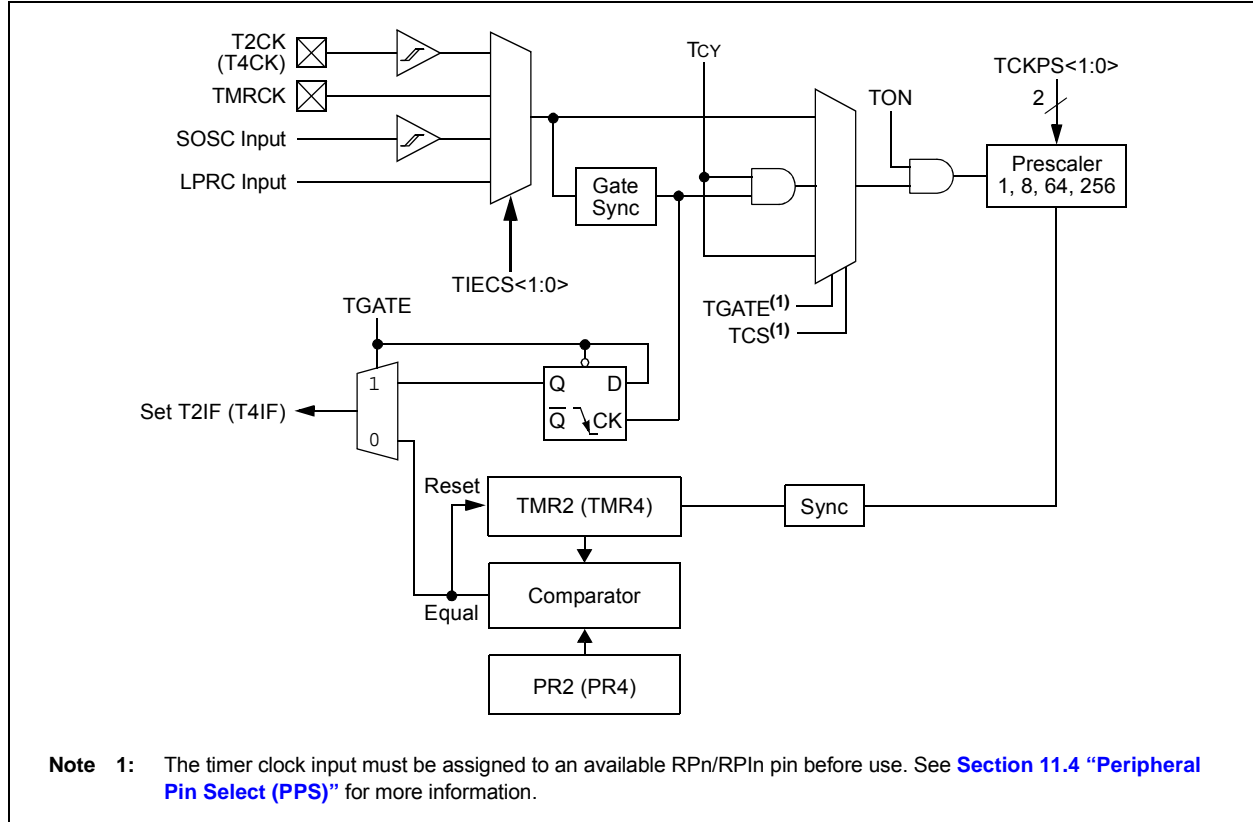 T2CK
(T4CK)
TMRCK
SOSC Input
LPRC Input
TIECS<1:0>
Gate
Sync
TCY
TGATE(1)
TCS(1)
TON
TCKPS<1:0>
2
Prescaler
1, 8, 64, 256
TGATE
1
0
Set T2IF (T4IF)
Q D
Q CK
Reset
TMR2 (TMR4)
Sync
Equal
Comparator
PR2 (PR4)
Note 1: The timer clock input must be assigned to an available RPn/RPIn pin before use. See Section 11.4 “Peripheral
Pin Select (PPS)” for more information.